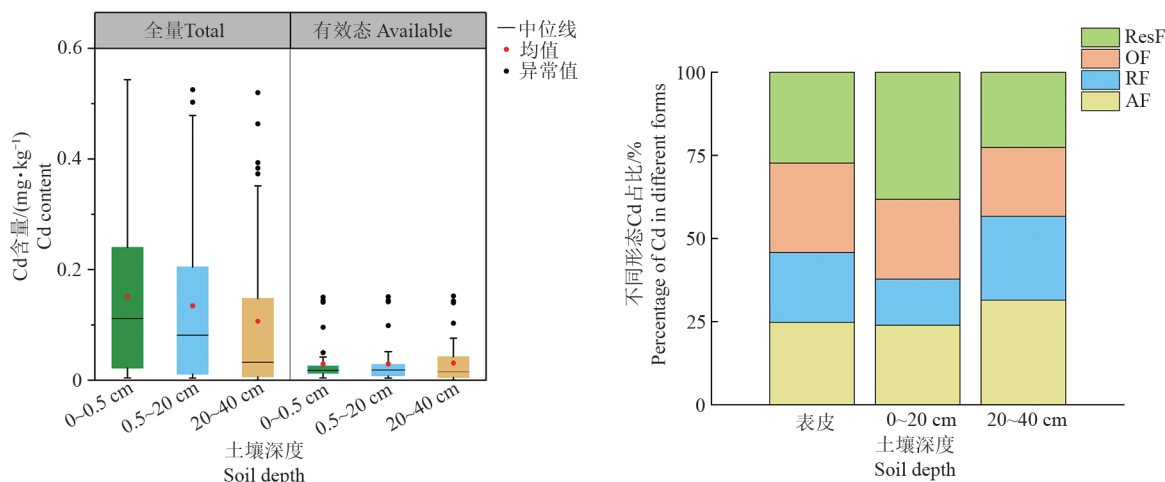 全量Total
有效态 Available
中位线
均值
异常值
0.6
0.4
0.2
0
Cd含量/(mg•kg⁻¹)
Cd content
0~0.5 cm
0.5~20 cm
20~40 cm
0~0.5 cm
0.5~20 cm
20~40 cm
土壤深度
Soil depth
ResF
OF
RF
AF
100
75
50
25
0
不同形态Cd占比/%
Percentage of Cd in different forms
表皮
0~20 cm
20~40 cm
土壤深度
Soil depth